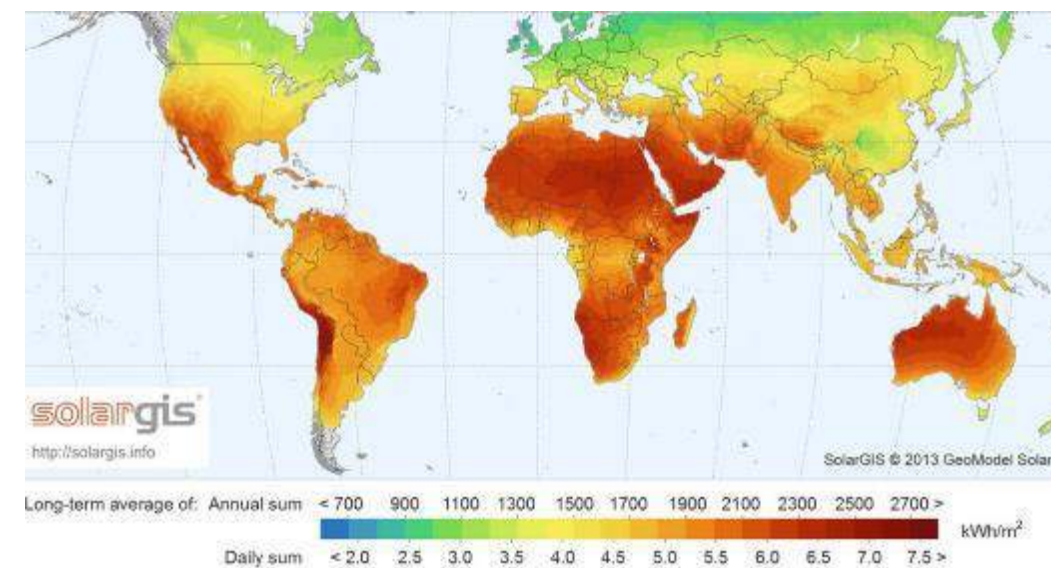 solargis
http://solargis.info
SolarGIS © 2013 GeoModel Solar
Long-term average of: Annual sum < 700 900 1100 1300 1500 1700 1900 2100 2300 2500 2700 >
kWh/m²
Daily sum < 2.0 2.5 3.0 3.5 4.0 4.5 5.0 5.5 6.0 6.5 7.0 7.5 >